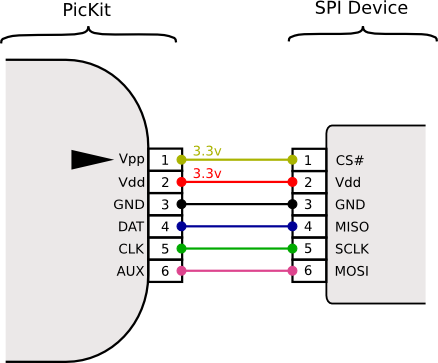 PicKit
SPI Device
3.3v
Vpp 1 1 CS#
3.3v
Vdd 2 2 Vdd
GND 3 3 GND
DAT 4 4 MISO
CLK 5 5 SCLK
AUX 6 6 MOSI